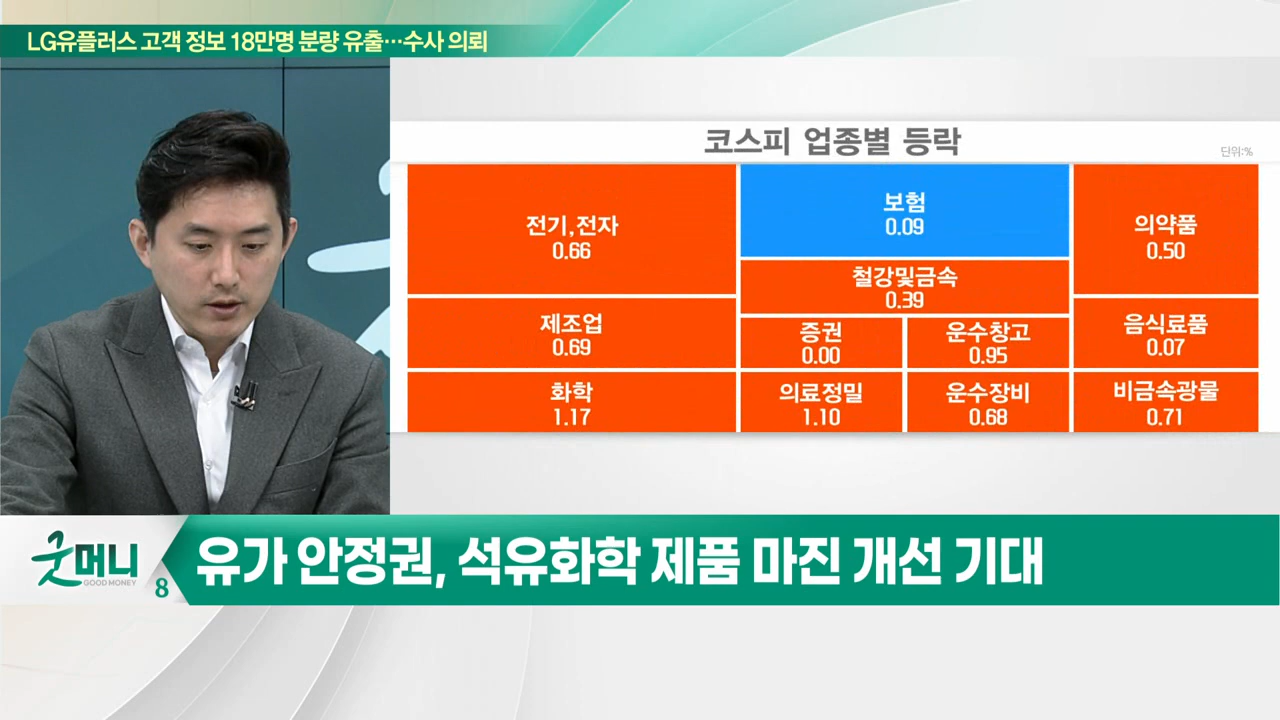 LG유플러스 고객 정보 18만명 분량 유출…수사 의뢰
코스피 업종별 등락
단위:%
전기,전자
0.66
보험
0.09
의약품
0.50
철강및금속
0.39
제조업
0.69
증권
0.00
운수창고
0.95
음식료품
0.07
화학
1.17
의료정밀
1.10
운수장비
0.68
비금속광물
0.71
굿머니
GOOD MONEY
8
유가 안정권, 석유화학 제품 마진 개선 기대